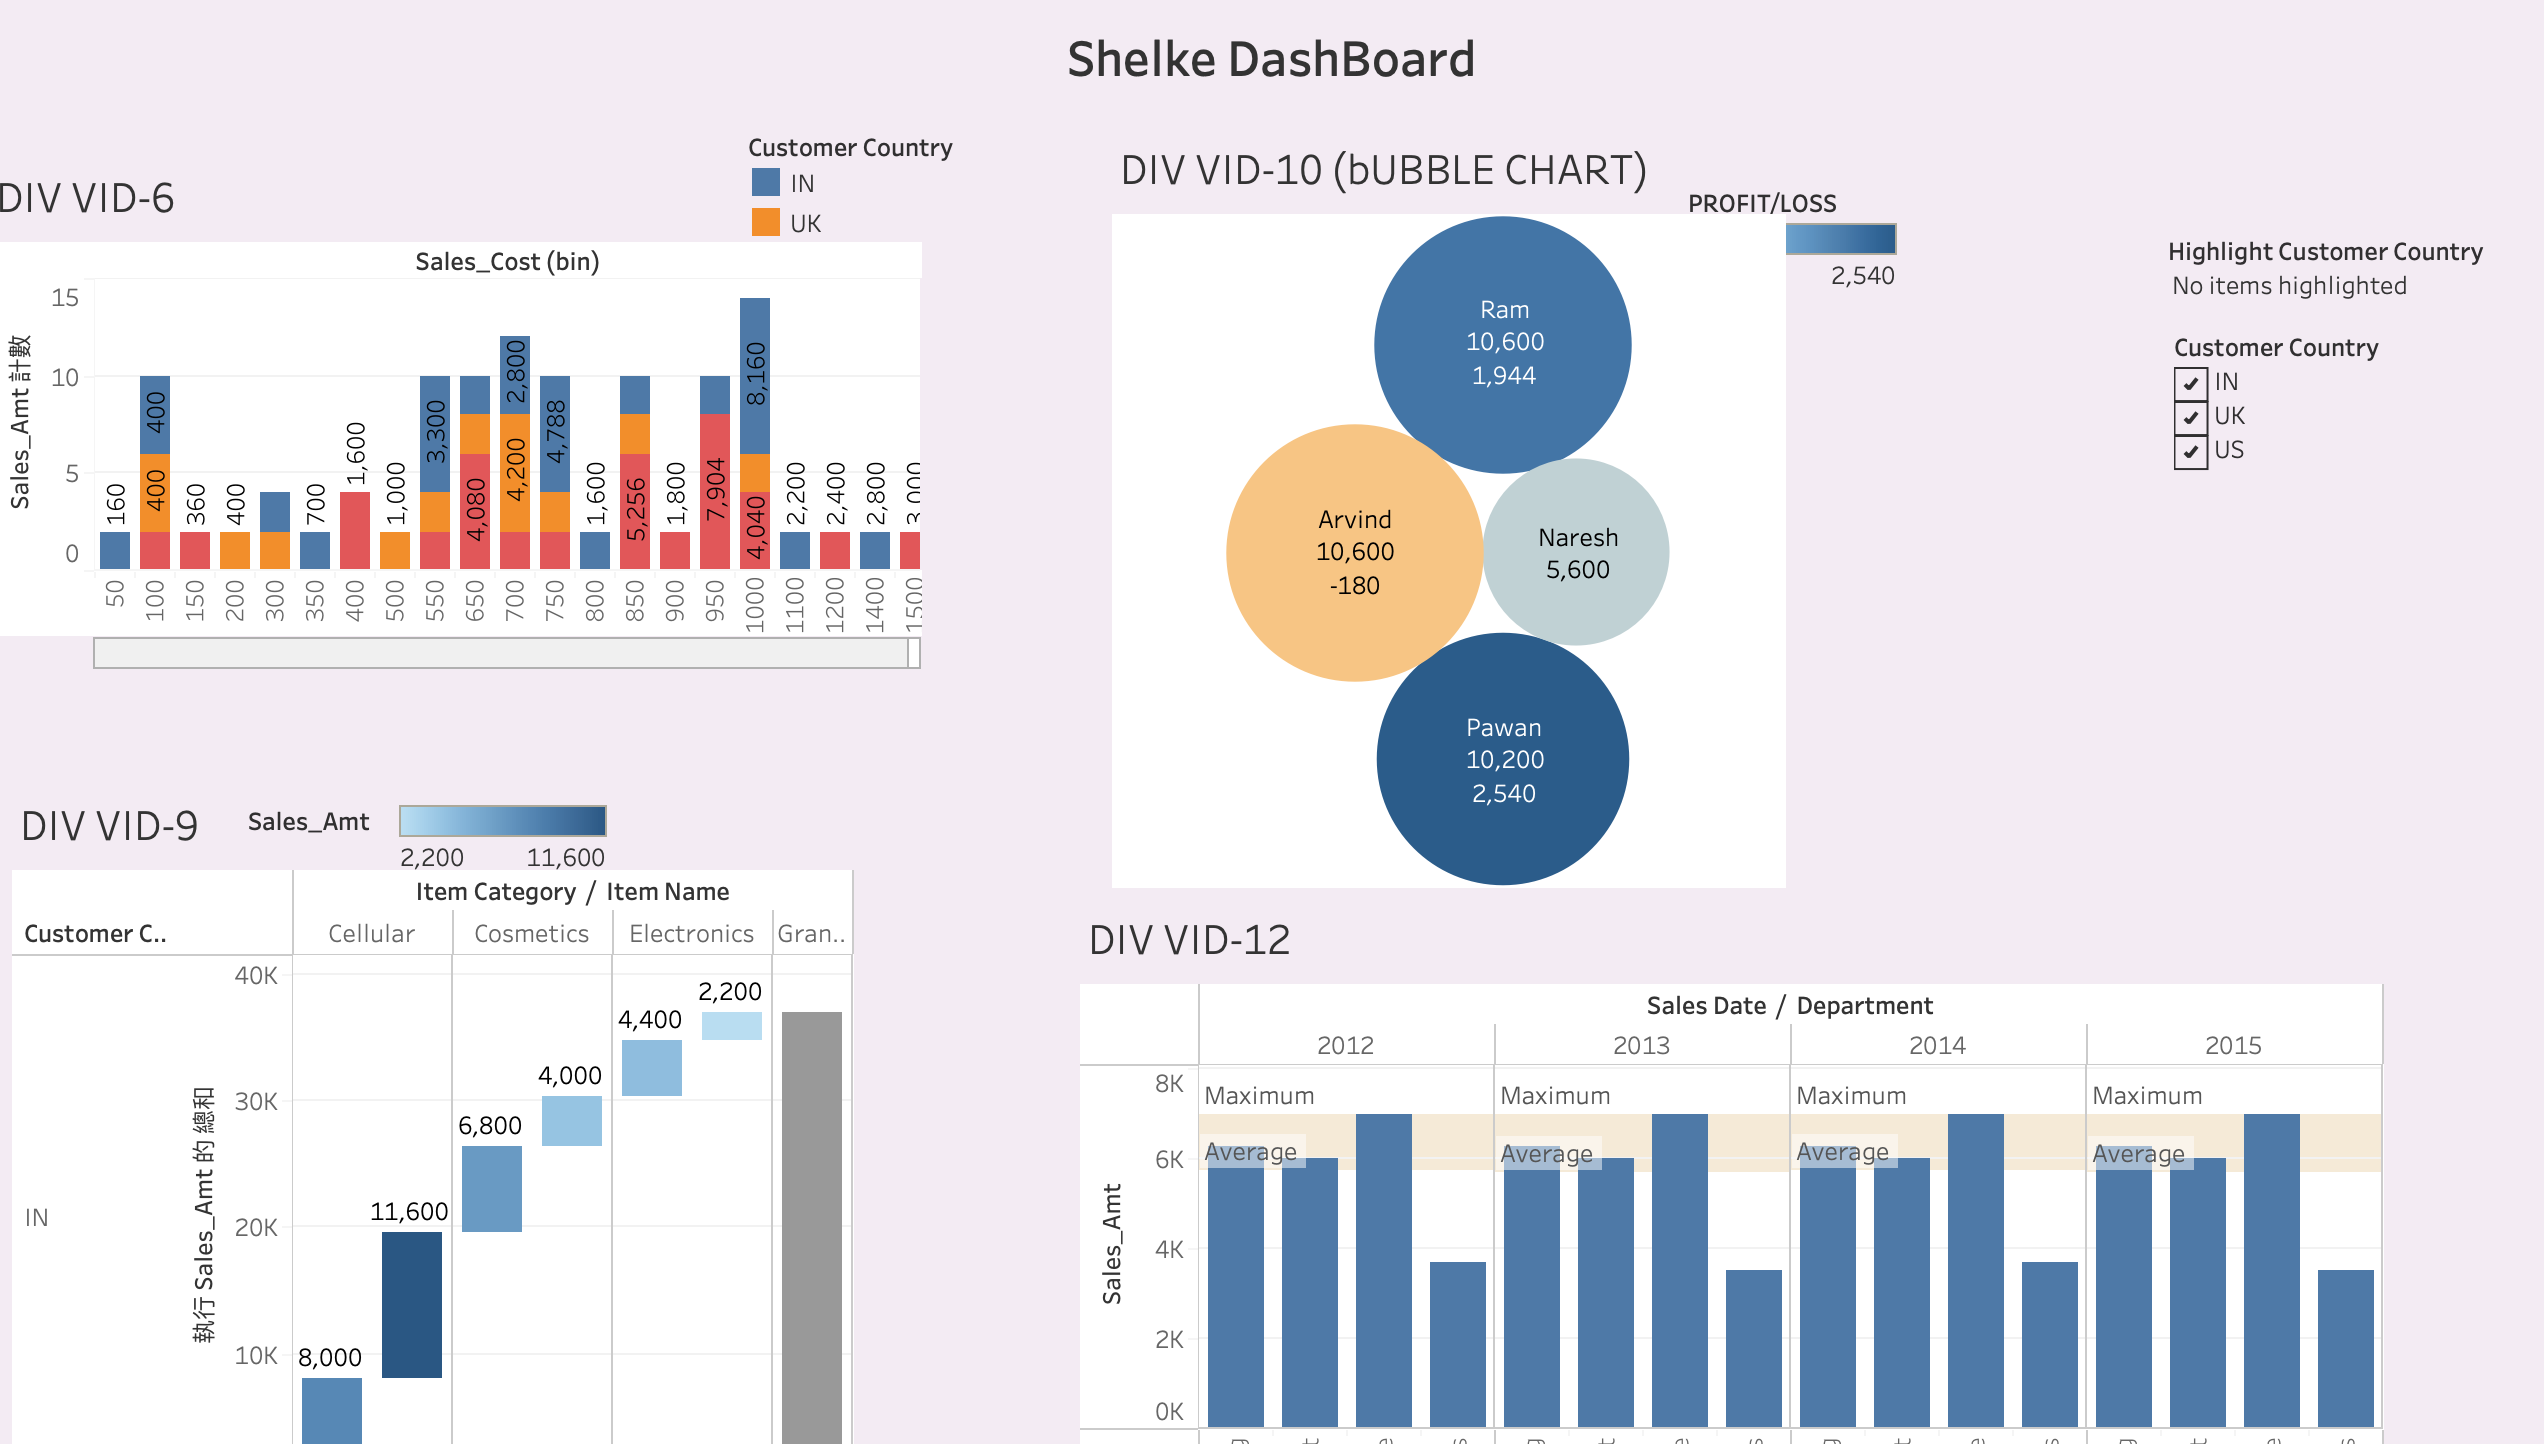 Shelke DashBoard
DIV VID-6
Customer Country
IN
UK
Sales_Cost (bin)
Sales_Amt 計數
15
10
5
0
160
400
400
360
400
700
1,600
1,000
3,300
4,080
2,800
4,200
4,788
1,600
5,256
1,800
7,904
8,160
4,040
2,200
2,400
2,800
3,000
50
100
150
200
300
350
400
500
550
650
700
750
800
850
900
950
1000
1100
1200
1400
1500
DIV VID-10 (bUBBLE CHART)
PROFIT/LOSS
2,540
Ram
10,600
1,944
Arvind
10,600
-180
Naresh
5,600
Pawan
10,200
2,540
Highlight Customer Country
No items highlighted
Customer Country
IN
UK
US
DIV VID-9
Sales_Amt
2,200 11,600
Item Category / Item Name
Customer C..
Cellular Cosmetics Electronics Gran..
執行 Sales_Amt 的 總和
40K
30K
20K
10K
IN
8,000
11,600
6,800
4,000
4,400
2,200
DIV VID-12
Sales Date / Department
2012 2013 2014 2015
Sales_Amt
8K
6K
4K
2K
0K
Maximum Maximum Maximum Maximum
Average Average Average Average